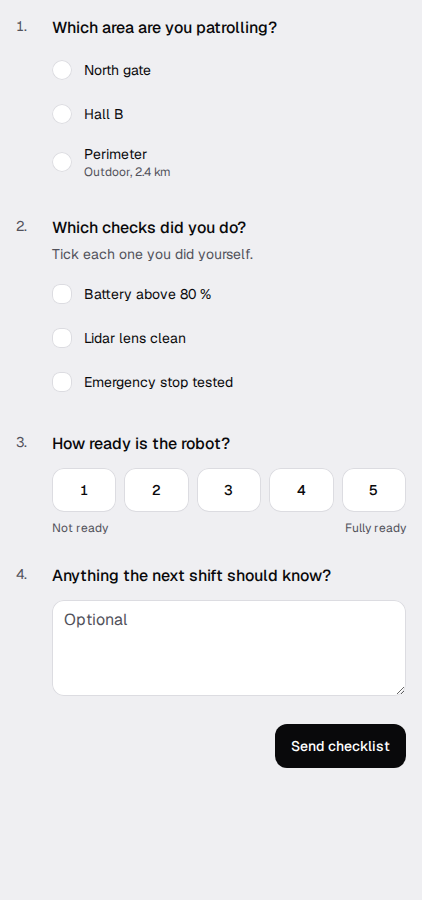 1. Which area are you patrolling?
North gate
Hall B
Perimeter
Outdoor, 2.4 km
2. Which checks did you do?
Tick each one you did yourself.
Battery above 80 %
Lidar lens clean
Emergency stop tested
3. How ready is the robot?
1 2 3 4 5
Not ready Fully ready
4. Anything the next shift should know?
Optional
Send checklist